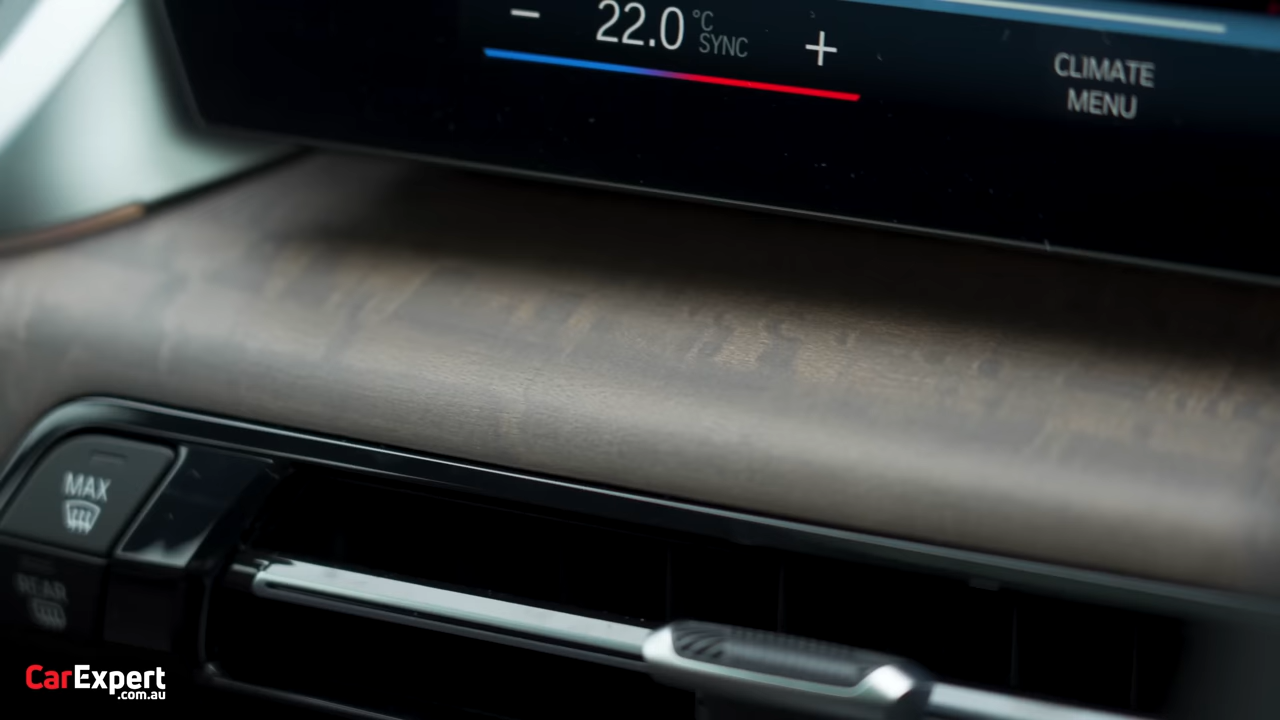 − 22.0 °C
SYNC +
CLIMATE
MENU
MAX
REAR
CarExpert
.com.au